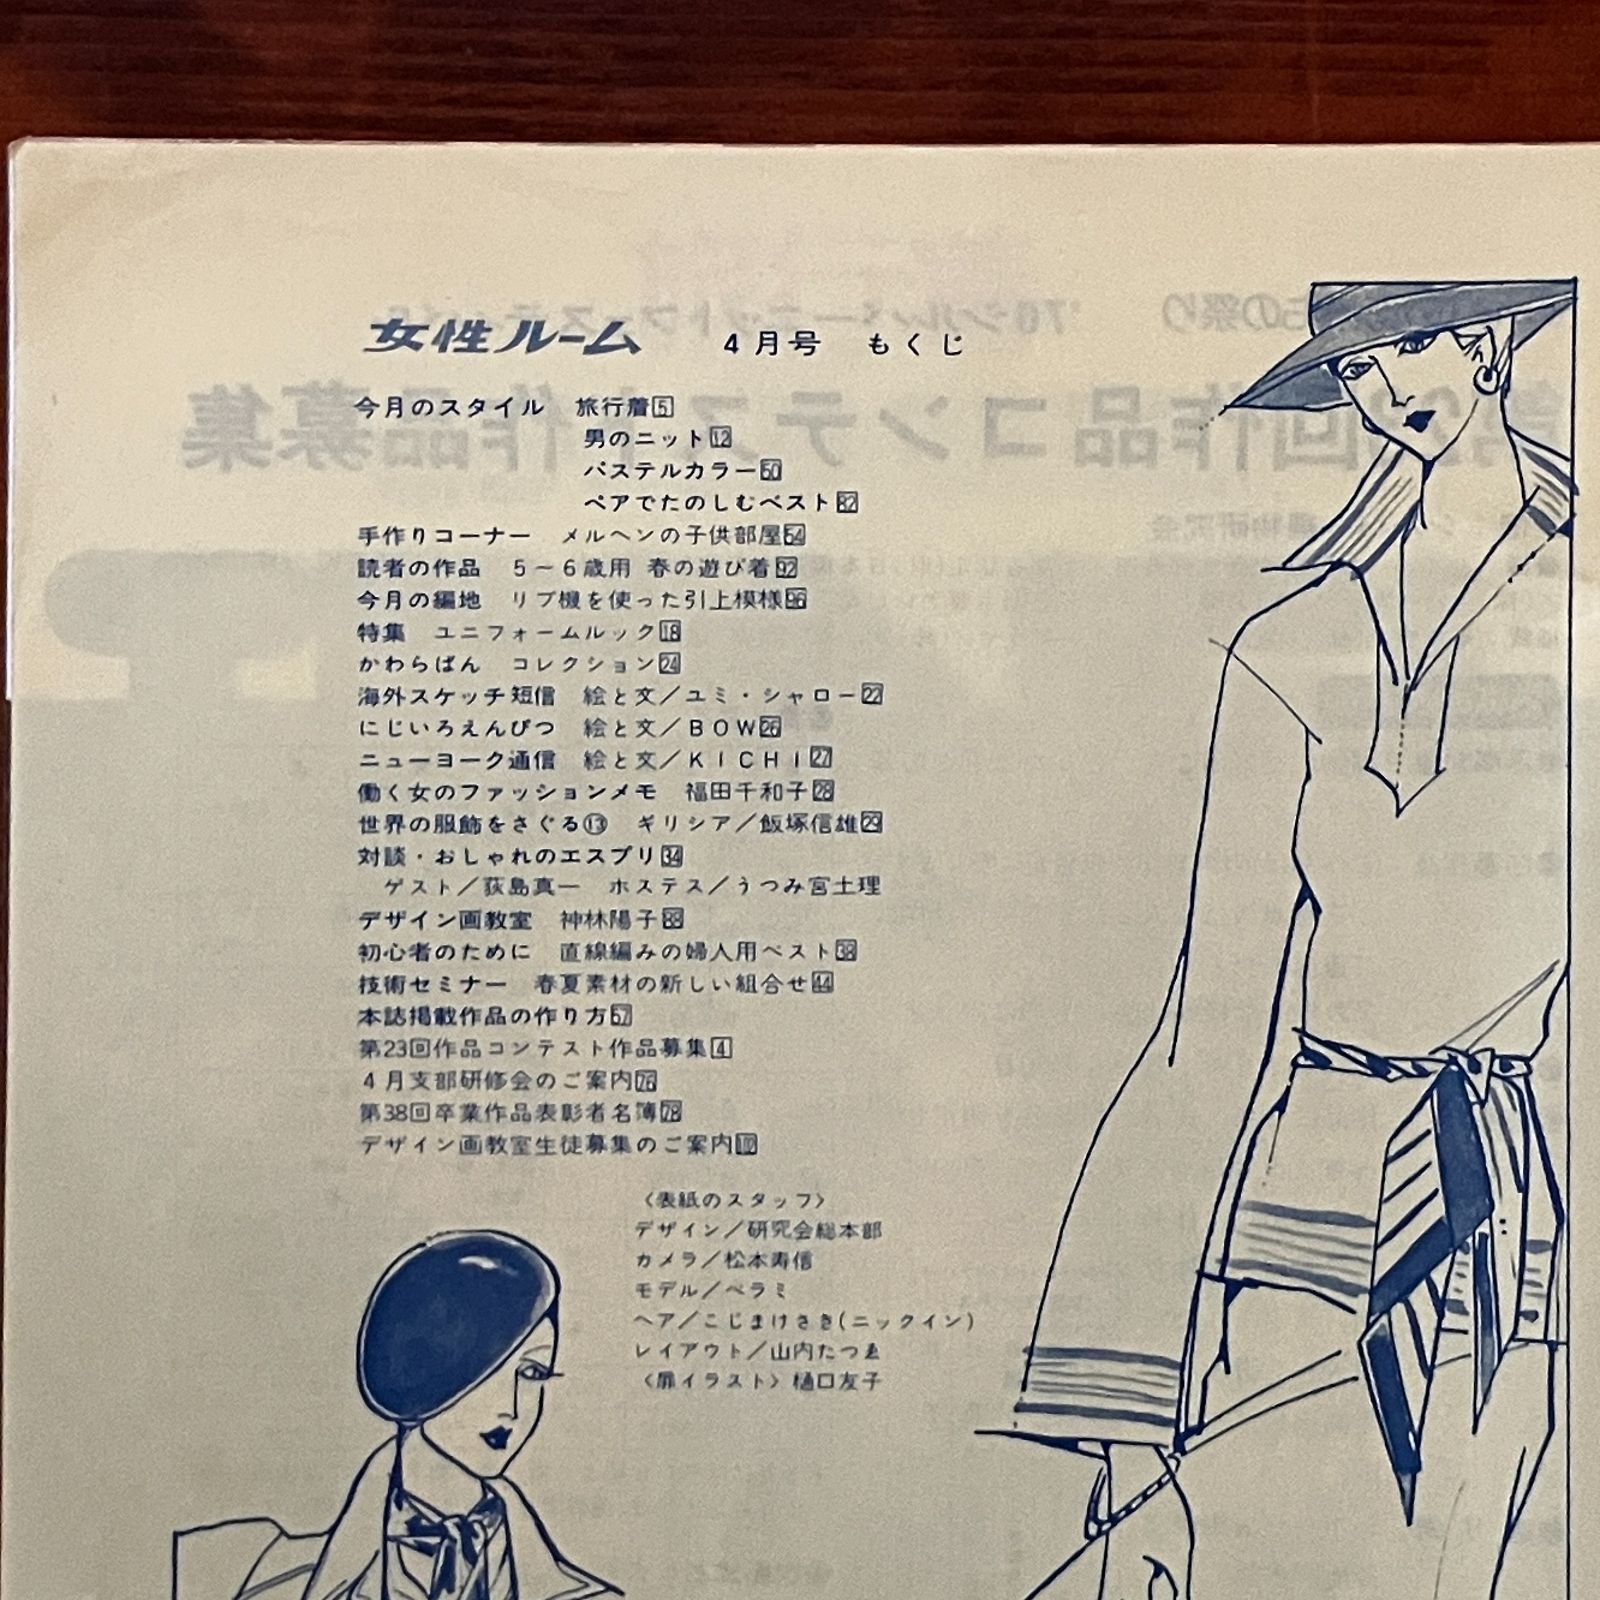 女性ルーム　4月号　もくじ
今月のスタイル　旅行着5
男のニット12
パステルカラー50
ペアでたのしむベスト82
手作りコーナー　メルヘンの子供部屋54
読者の作品　5〜6歳用 春の遊び着92
今月の編地　リブ機を使った引上模様96
特集　ユニフォームルック18
かわらばん　コレクション24
海外スケッチ短信　絵と文／ユミ・シャロー22
にじいろえんぴつ　絵と文／BOW26
ニューヨーク通信　絵と文／KICHI27
働く女のファッションメモ　福田千和子28
世界の服飾をさぐる⑬　ギリシア／飯塚信雄29
対談・おしゃれのエスプリ34
ゲスト／荻島真一　ホステス／うつみ宮土理
デザイン画教室　神林陽子88
初心者のために　直線編みの婦人用ベスト38
技術セミナー　春夏素材の新しい組合せ44
本誌掲載作品の作り方57
第23回作品コンテスト作品募集4
4月支部研修会のご案内76
第38回卒業作品表彰者名簿78
デザイン画教室生徒募集のご案内
〈表紙のスタッフ〉
デザイン／研究会総本部
カメラ／松本寿信
モデル／ベラミ
ヘア／こじまけさき(ニックイン)
レイアウト／山内たつゑ
〈扉イラスト〉樋口友子